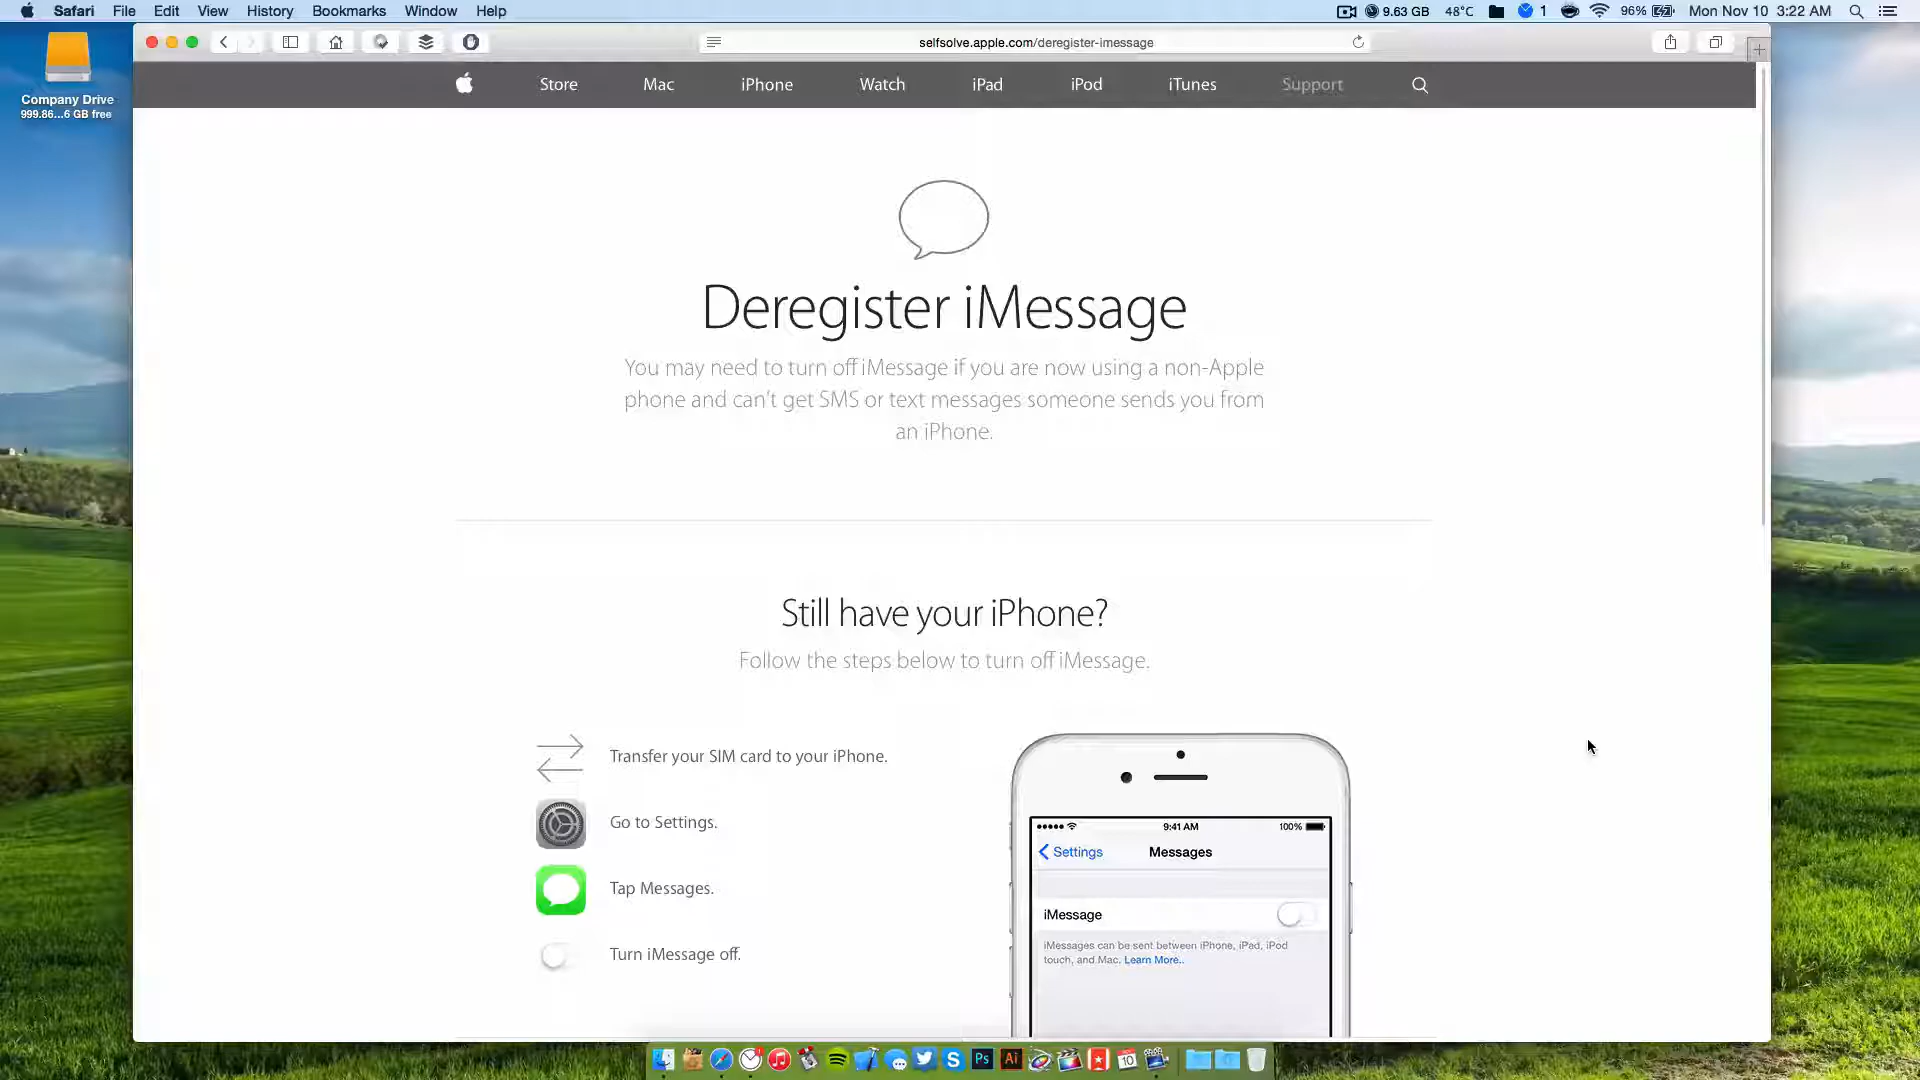 Safari File Edit View History Bookmarks Window Help 9.63 GB 48°C 1 96% Mon Nov 10 3:22 AM
selfsolve.apple.com/deregister-imessage
Company Drive
999.86...6 GB free
Store Mac iPhone Watch iPad iPod iTunes Support
Deregister iMessage
You may need to turn off iMessage if you are now using a non-Apple
phone and can't get SMS or text messages someone sends you from
an iPhone.
Still have your iPhone?
Follow the steps below to turn off iMessage.
Transfer your SIM card to your iPhone.
Go to Settings.
Tap Messages.
Turn iMessage off.
9:41 AM 100%
Settings Messages
iMessage
iMessages can be sent between iPhone, iPad, iPod
touch, and Mac. Learn More..
Ps Ai 10